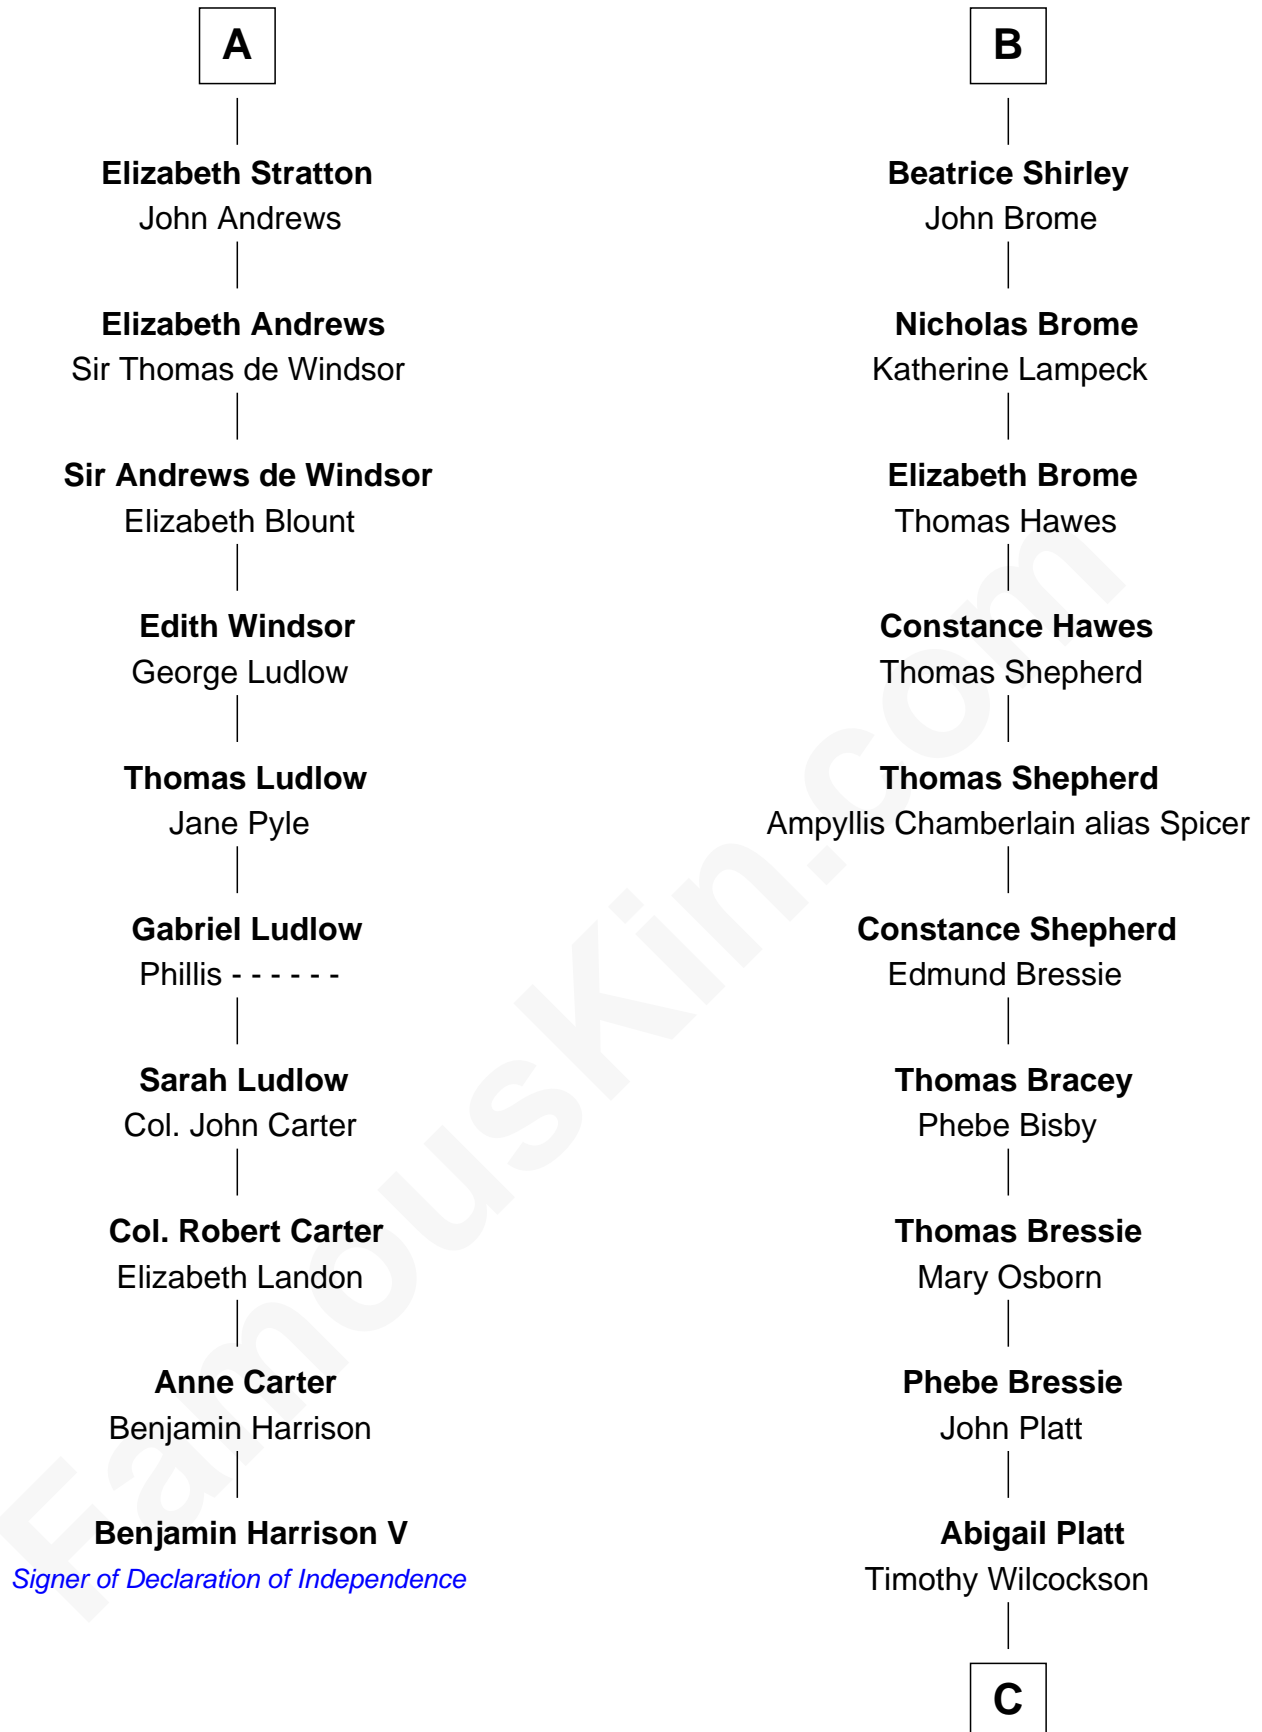 A
Elizabeth Stratton
John Andrews
Elizabeth Andrews
Sir Thomas de Windsor
Sir Andrews de Windsor
Elizabeth Blount
Edith Windsor
George Ludlow
Thomas Ludlow
Jane Pyle
Gabriel Ludlow
Phillis - - - - - -
Sarah Ludlow
Col. John Carter
Col. Robert Carter
Elizabeth Landon
Anne Carter
Benjamin Harrison
Benjamin Harrison V
Signer of Declaration of Independence
B
Beatrice Shirley
John Brome
Nicholas Brome
Katherine Lampeck
Elizabeth Brome
Thomas Hawes
Constance Hawes
Thomas Shepherd
Thomas Shepherd
Ampyllis Chamberlain alias Spicer
Constance Shepherd
Edmund Bressie
Thomas Bracey
Phebe Bisby
Thomas Bressie
Mary Osborn
Phebe Bressie
John Platt
Abigail Platt
Timothy Wilcockson
C
FamousKin.com